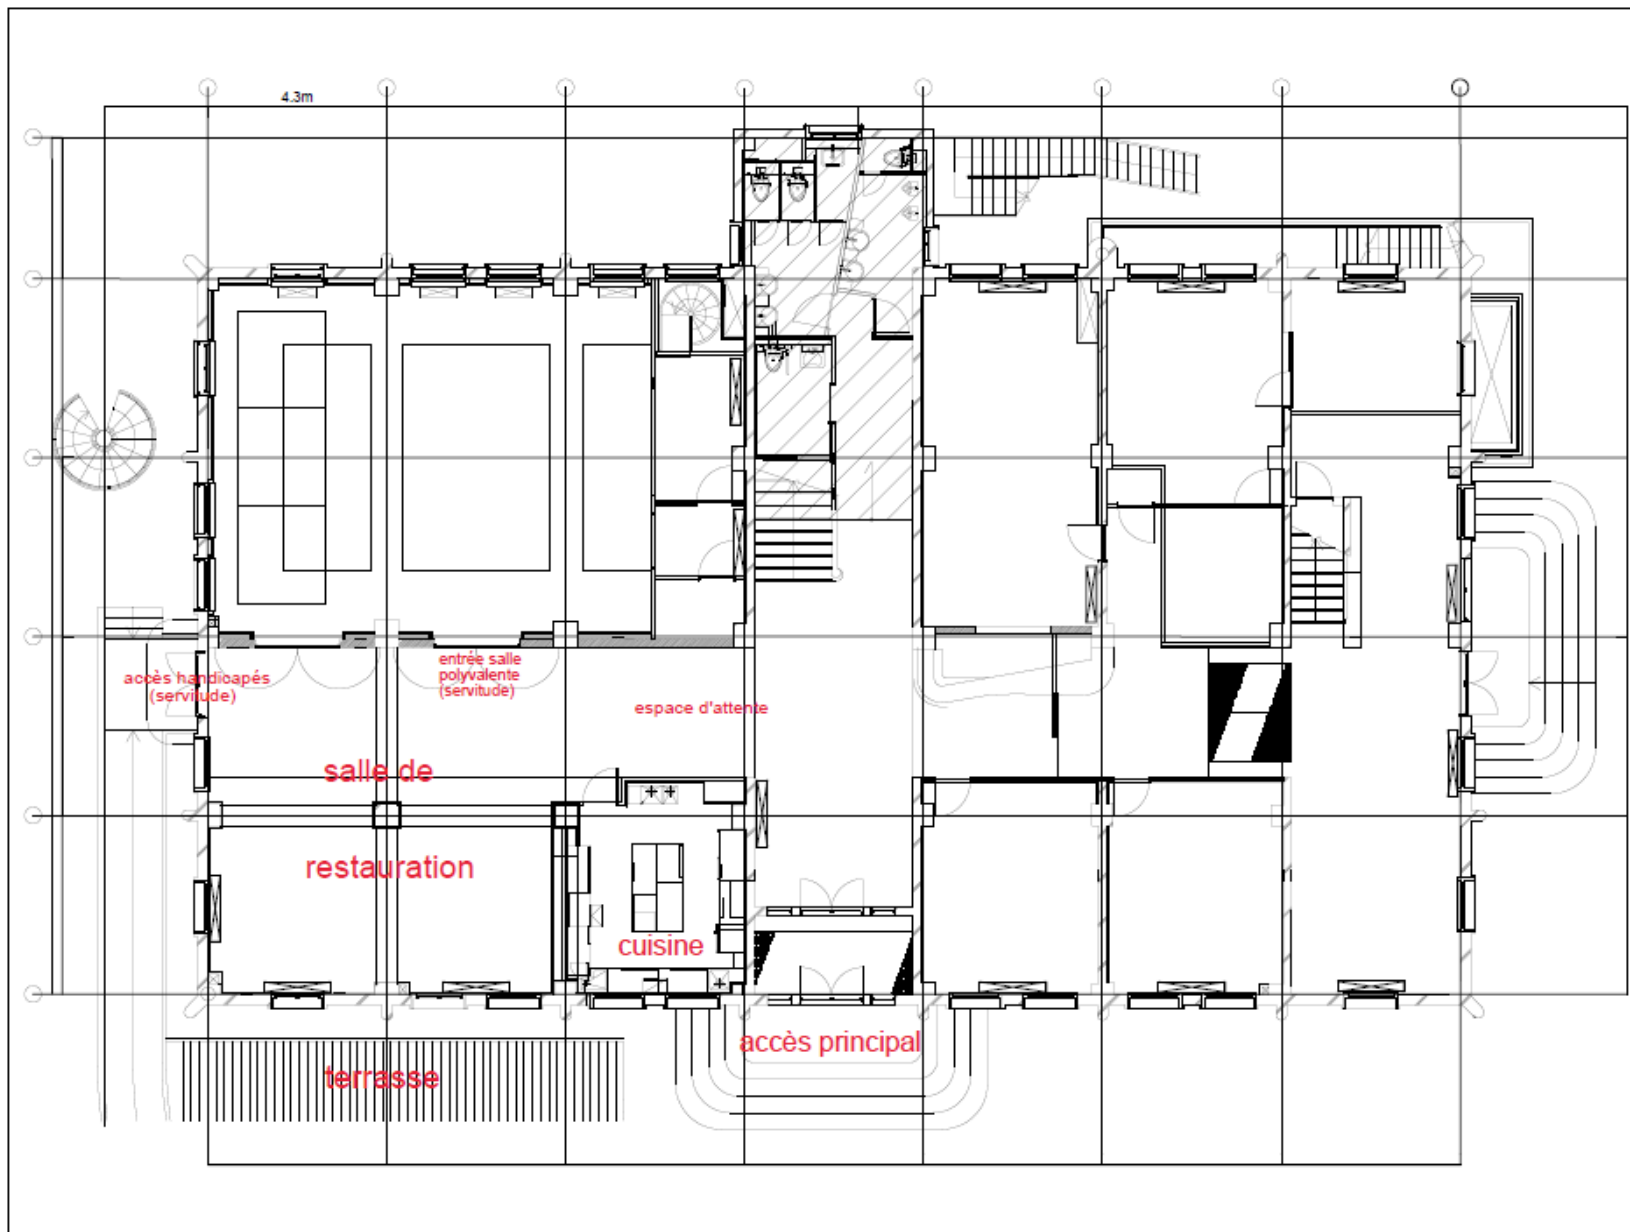 4.3m
entrée salle
polyvalente
(servitude)
accès handicapés
(servitude)
espace d'attente
salle de
restauration
cuisine
accès principal
terrasse